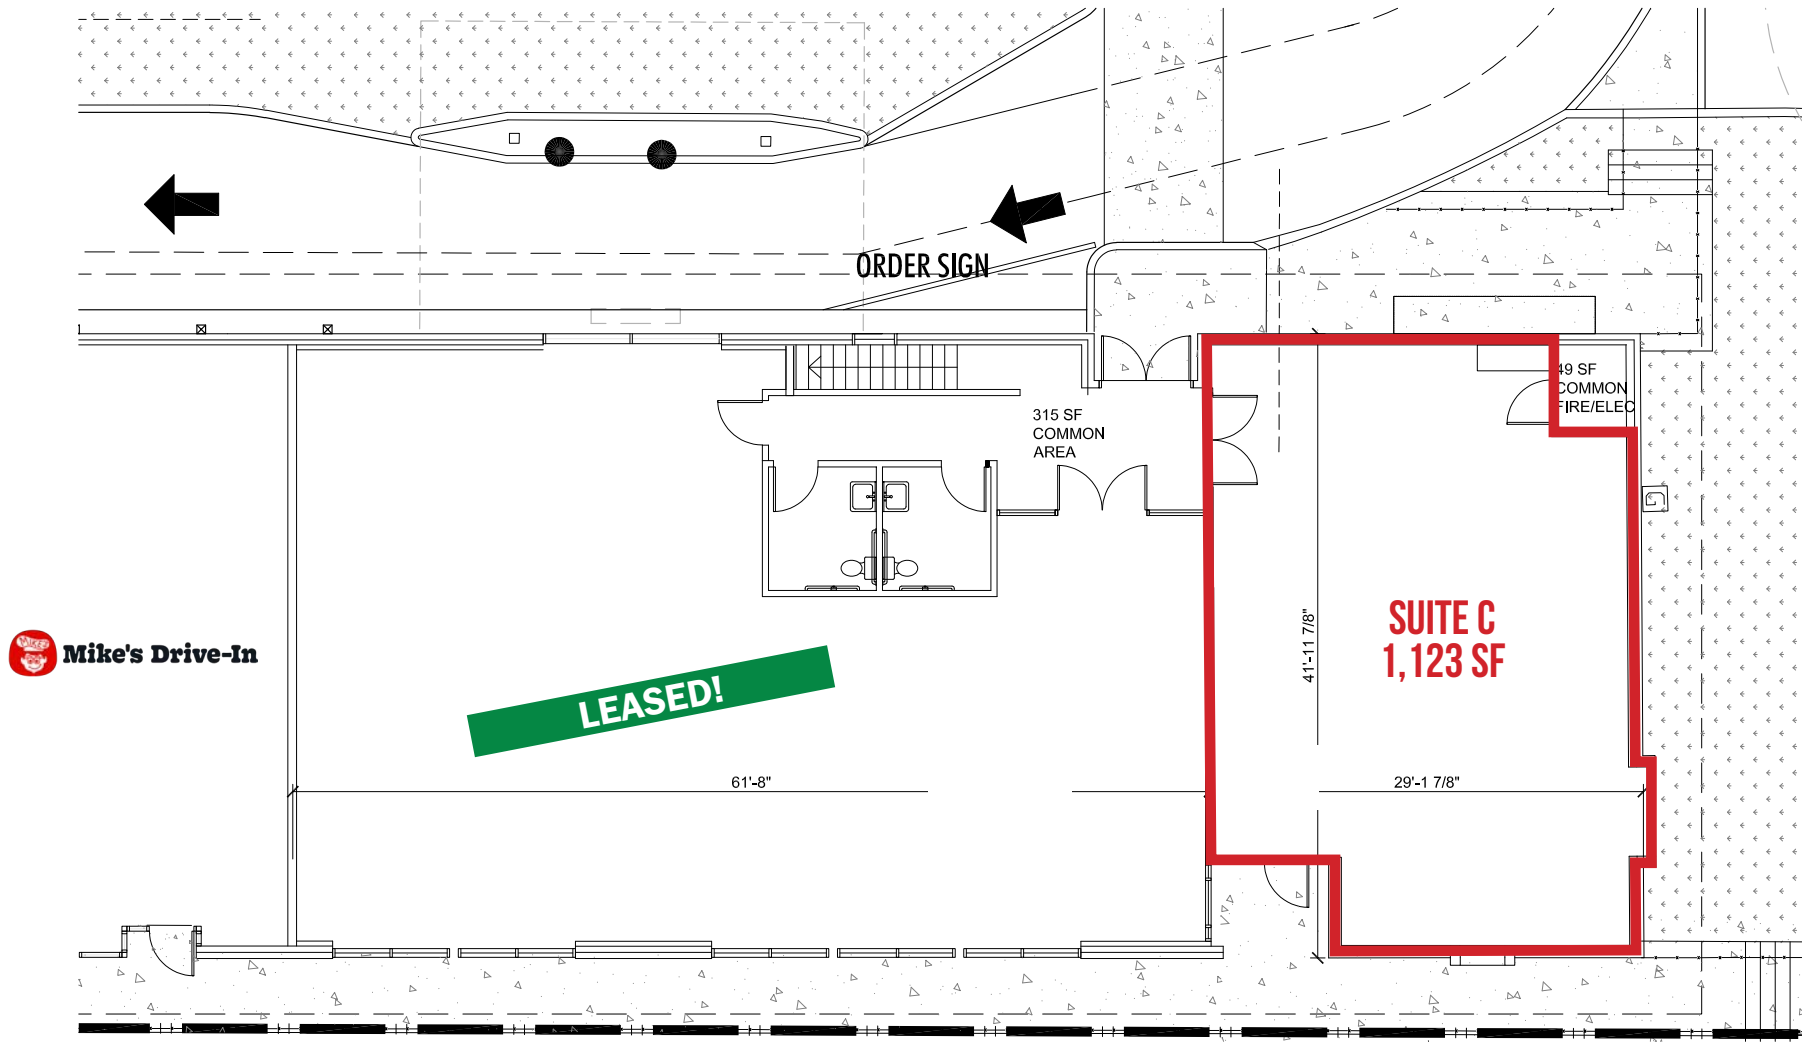 ORDER SIGN
49 SF
COMMON
FIRE/ELEC
315 SF
COMMON
AREA
MIKE'S
Mike's Drive-In
LEASED!
41'-11 7/8"
SUITE C
1,123 SF
61'-8"
29'-1 7/8"
G